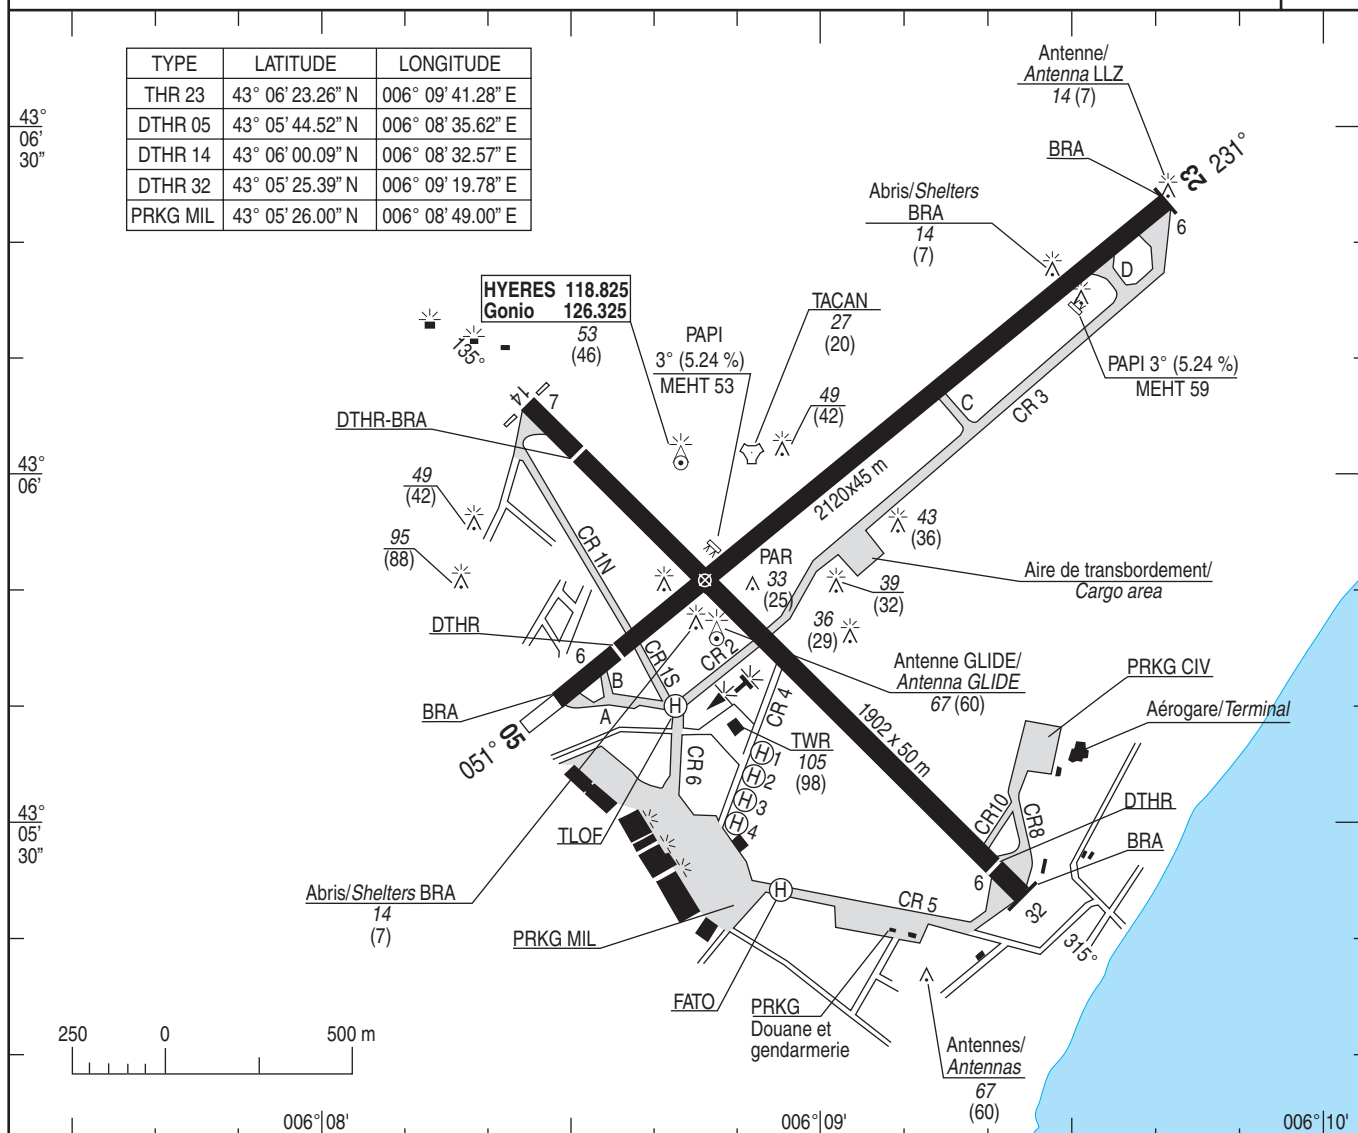 TYPE LATITUDE LONGITUDE
THR 23 43° 06' 23.26" N 006° 09' 41.28" E
DTHR 05 43° 05' 44.52" N 006° 08' 35.62" E
DTHR 14 43° 06' 00.09" N 006° 08' 32.57" E
DTHR 32 43° 05' 25.39" N 006° 09' 19.78" E
PRKG MIL 43° 05' 26.00" N 006° 08' 49.00" E
Antenne/
Antenna LLZ
14 (7)
43°
06'
30"
BRA
23 231°
Abris/Shelters
BRA
14
(7)
6
D
HYERES 118.825
Gonio 126.325
53
(46)
TACAN
27
(20)
PAPI
3° (5.24 %)
MEHT 53
135°
PAPI 3° (5.24 %)
MEHT 59
14
7
49
(42)
C
CR 3
DTHR-BRA
43°
06'
49
(42)
2120x45 m
43
(36)
95
(88)
CR 1N
PAR
33
(25)
39
(32)
Aire de transbordement/
Cargo area
36
(29)
DTHR
6
CR 1S
CR 2
Antenne GLIDE/
Antenna GLIDE
67 (60)
PRKG CIV
B
A
H
CR 4
BRA
051° 05
1902 x 50 m
Aérogare/Terminal
TWR
105
(98)
CR 6
H1
H2
H3
H4
DTHR
CR10
CR8
43°
05'
30"
TLOF
BRA
6
Abris/Shelters BRA
14
(7)
H
CR 5
32
315°
PRKG MIL
FATO
PRKG
Douane et
gendarmerie
250 0 500 m
Antennes/
Antennas
67
(60)
006° 08'
006° 09'
006° 10'